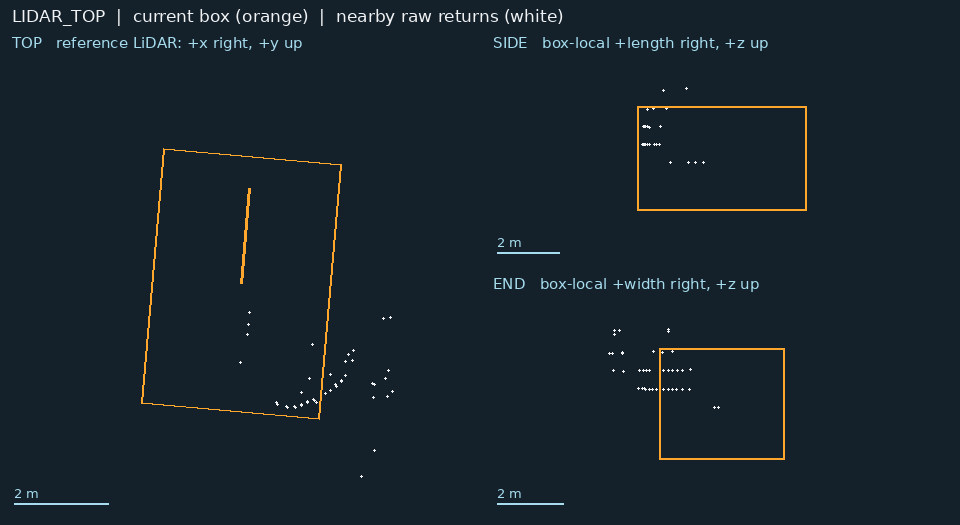 LIDAR_TOP | current box (orange) | nearby raw returns (white)
TOP reference LiDAR: +x right, +y up
SIDE box-local +length right, +z up
2 m
END box-local +width right, +z up
2 m
2 m